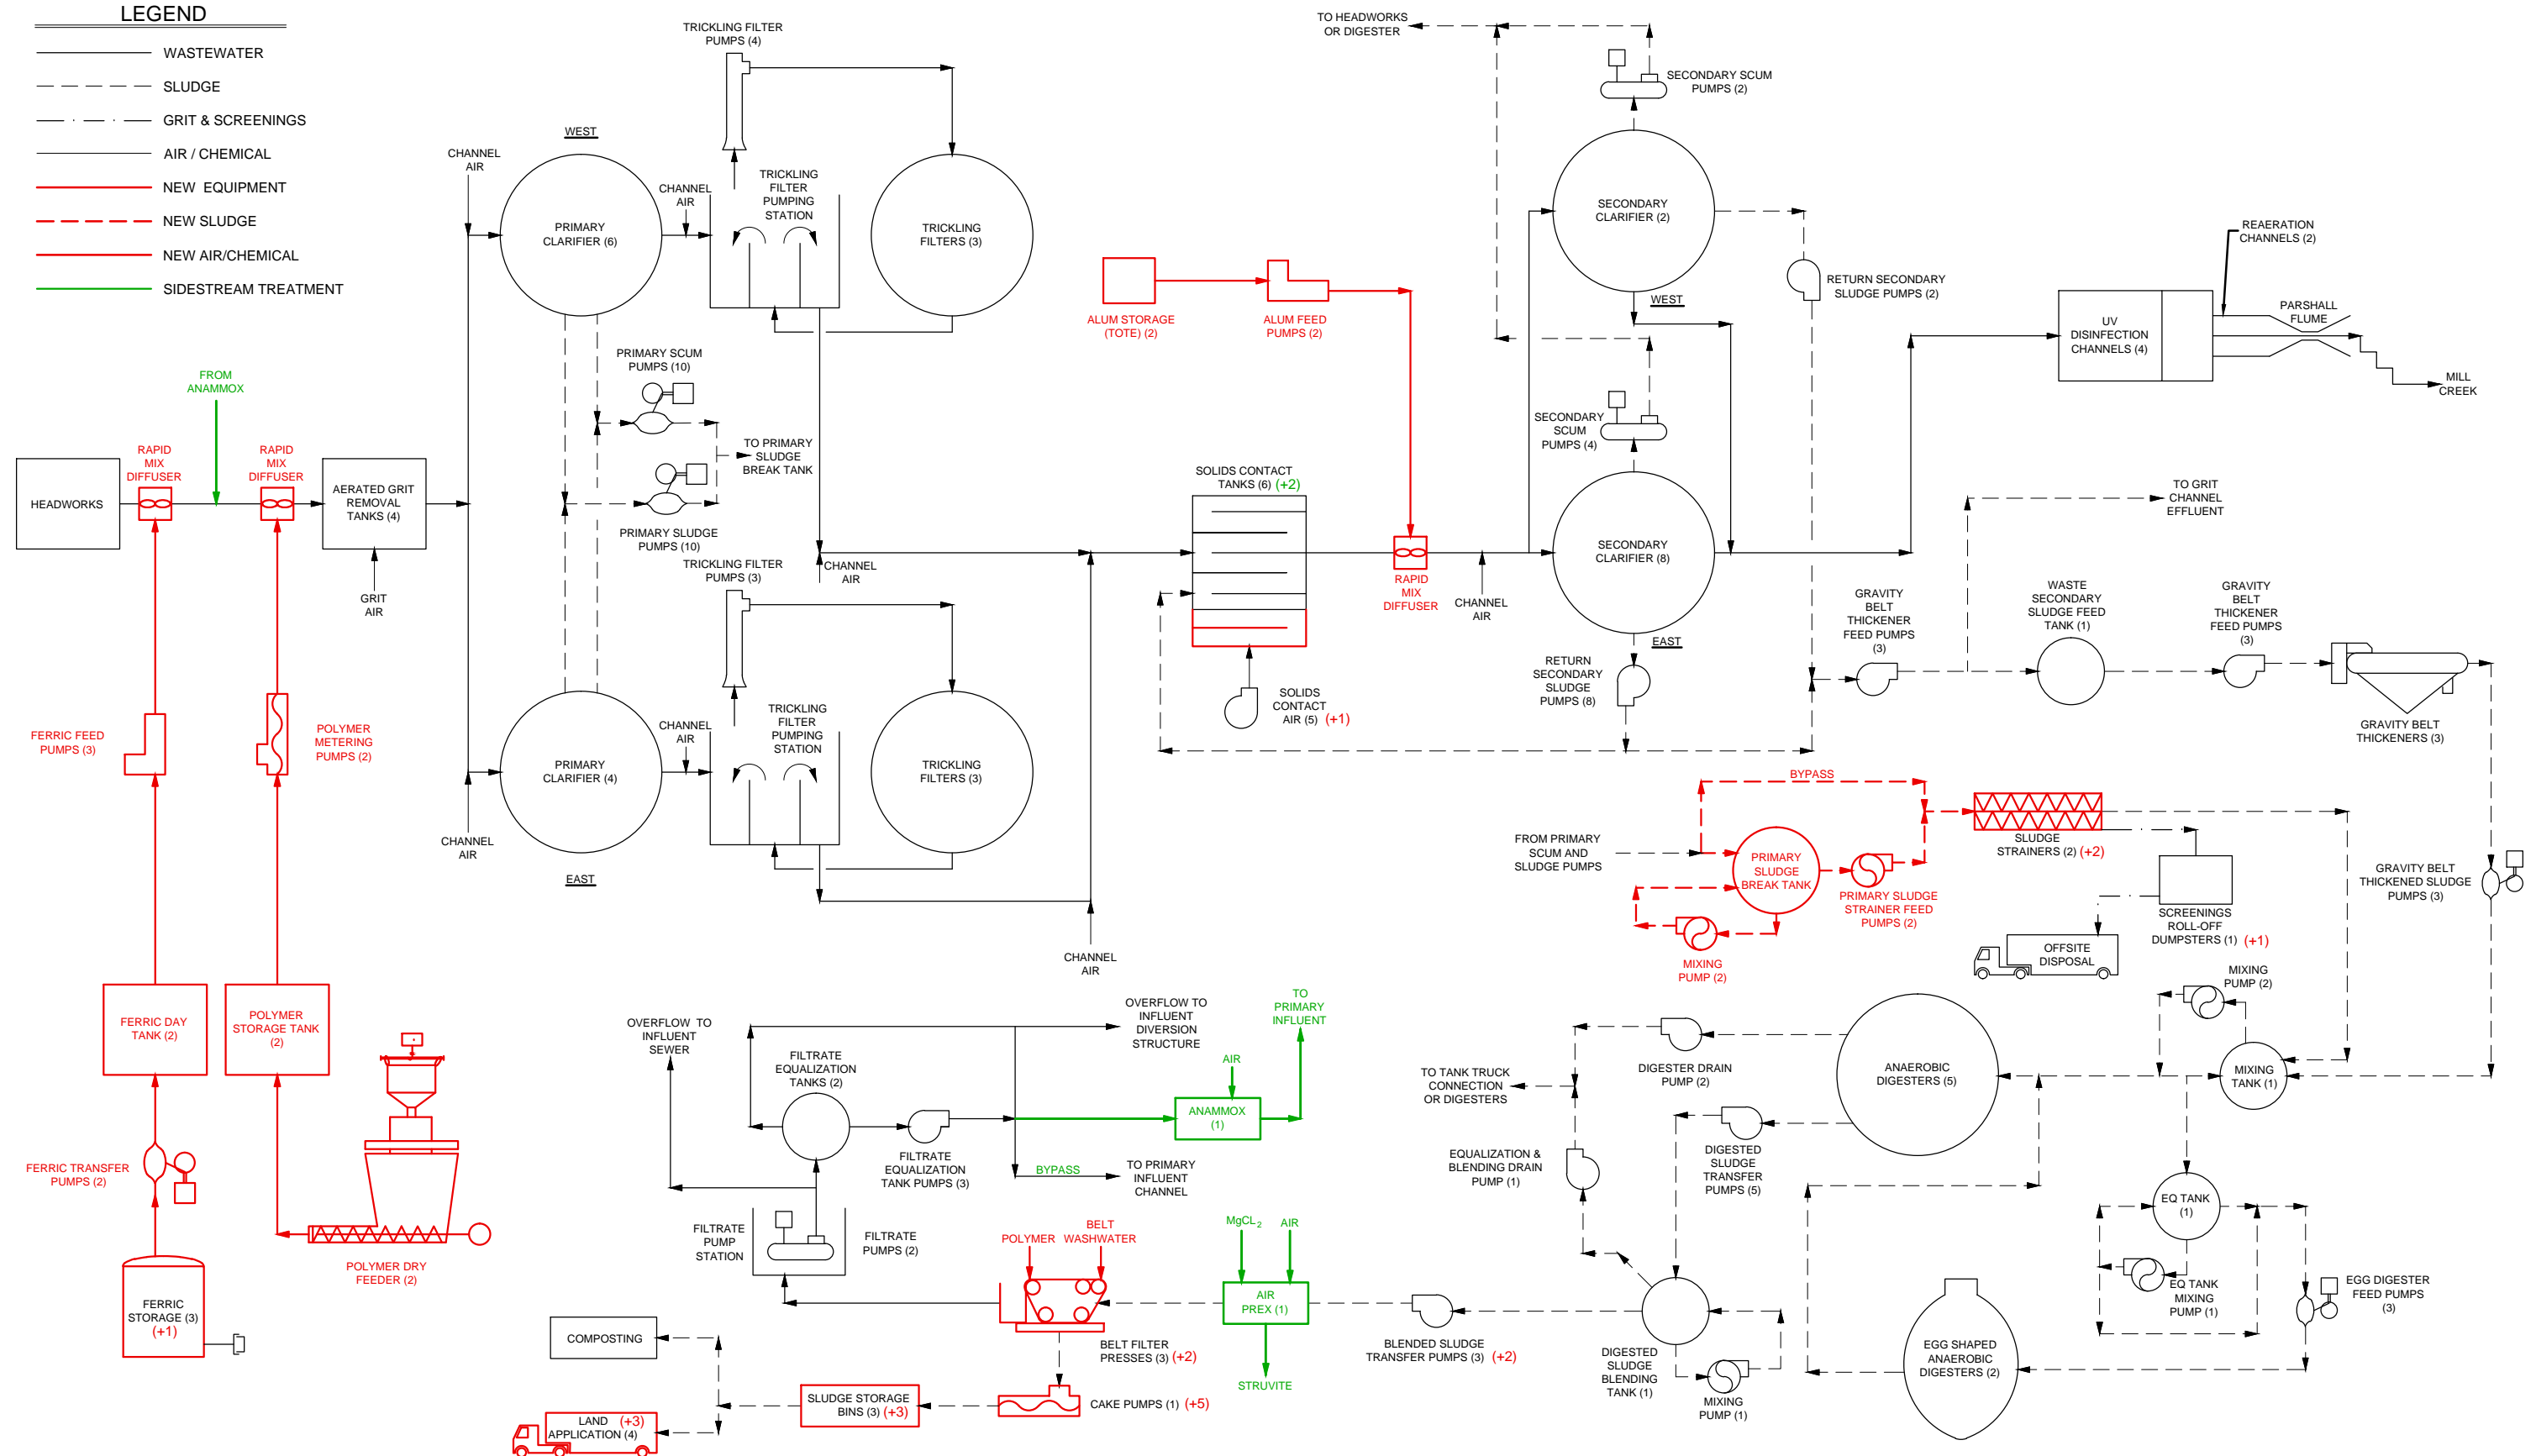 LEGEND
WASTEWATER
SLUDGE
GRIT & SCREENINGS
AIR / CHEMICAL
NEW EQUIPMENT
NEW SLUDGE
NEW AIR/CHEMICAL
SIDESTREAM TREATMENT
TRICKLING FILTER
PUMPS (4)
WEST
CHANNEL
AIR
PRIMARY
CLARIFIER (6)
CHANNEL
AIR
TRICKLING
FILTER
PUMPING
STATION
TRICKLING
FILTERS (3)
PRIMARY SCUM
PUMPS (10)
TO PRIMARY
SLUDGE
BREAK TANK
PRIMARY SLUDGE
PUMPS (10)
FROM
ANAMMOX
HEADWORKS
RAPID
MIX
DIFFUSER
RAPID
MIX
DIFFUSER
AERATED GRIT
REMOVAL
TANKS (4)
GRIT
AIR
TRICKLING FILTER
PUMPS (3)
CHANNEL
AIR
PRIMARY
CLARIFIER (4)
CHANNEL
AIR
TRICKLING
FILTER
PUMPING
STATION
TRICKLING
FILTERS (3)
CHANNEL
AIR
EAST
CHANNEL
AIR
FERRIC FEED
PUMPS (3)
POLYMER
METERING
PUMPS (2)
FERRIC DAY
TANK (2)
POLYMER
STORAGE TANK
(2)
FERRIC TRANSFER
PUMPS (2)
POLYMER DRY
FEEDER (2)
FERRIC
STORAGE (3)
(+1)
TO HEADWORKS
OR DIGESTER
SECONDARY SCUM
PUMPS (2)
SECONDARY
CLARIFIER (2)
WEST
RETURN SECONDARY
SLUDGE PUMPS (2)
ALUM STORAGE
(TOTE) (2)
ALUM FEED
PUMPS (2)
SECONDARY
SCUM
PUMPS (4)
SOLIDS CONTACT
TANKS (6) (+2)
RAPID
MIX
DIFFUSER
CHANNEL
AIR
SECONDARY
CLARIFIER (8)
EAST
RETURN
SECONDARY
SLUDGE
PUMPS (8)
SOLIDS
CONTACT
AIR (5) (+1)
UV
DISINFECTION
CHANNELS (4)
REAERATION
CHANNELS (2)
PARSHALL
FLUME
MILL
CREEK
TO GRIT
CHANNEL
EFFLUENT
GRAVITY
BELT
THICKENER
FEED PUMPS
(3)
WASTE
SECONDARY
SLUDGE FEED
TANK (1)
GRAVITY
BELT
THICKENER
FEED PUMPS
(3)
GRAVITY BELT
THICKENERS (3)
BYPASS
FROM PRIMARY
SCUM AND
SLUDGE PUMPS
PRIMARY
SLUDGE
BREAK TANK
PRIMARY SLUDGE
STRAINER FEED
PUMPS (2)
MIXING
PUMP (2)
SLUDGE
STRAINERS (2) (+2)
SCREENINGS
ROLL-OFF
DUMPSTERS (1) (+1)
OFFSITE
DISPOSAL
GRAVITY BELT
THICKENED SLUDGE
PUMPS (3)
MIXING
PUMP (2)
MIXING
TANK (1)
ANAEROBIC
DIGESTERS (5)
DIGESTER DRAIN
PUMP (2)
TO TANK TRUCK
CONNECTION
OR DIGESTERS
DIGESTED
SLUDGE
TRANSFER
PUMPS (5)
EQUALIZATION &
BLENDING DRAIN
PUMP (1)
EQ TANK
(1)
EQ TANK
MIXING
PUMP (1)
EGG DIGESTER
FEED PUMPS
(3)
EGG SHAPED
ANAEROBIC
DIGESTERS (2)
OVERFLOW TO
INFLUENT
SEWER
FILTRATE
EQUALIZATION
TANKS (2)
OVERFLOW TO
INFLUENT
DIVERSION
STRUCTURE
TO
PRIMARY
INFLUENT
AIR
ANAMMOX
(1)
FILTRATE
EQUALIZATION
TANK PUMPS (3)
BYPASS
TO PRIMARY
INFLUENT
CHANNEL
FILTRATE
PUMP
STATION
FILTRATE
PUMPS (2)
POLYMER
BELT
WASHWATER
MgCL2
AIR
AIR
PREX (1)
STRUVITE
BELT FILTER
PRESSES (3) (+2)
BLENDED SLUDGE
TRANSFER PUMPS (3) (+2)
DIGESTED
SLUDGE
BLENDING
TANK (1)
MIXING
PUMP (1)
COMPOSTING
SLUDGE STORAGE
BINS (3) (+3)
CAKE PUMPS (1) (+5)
LAND (+3)
APPLICATION (4)